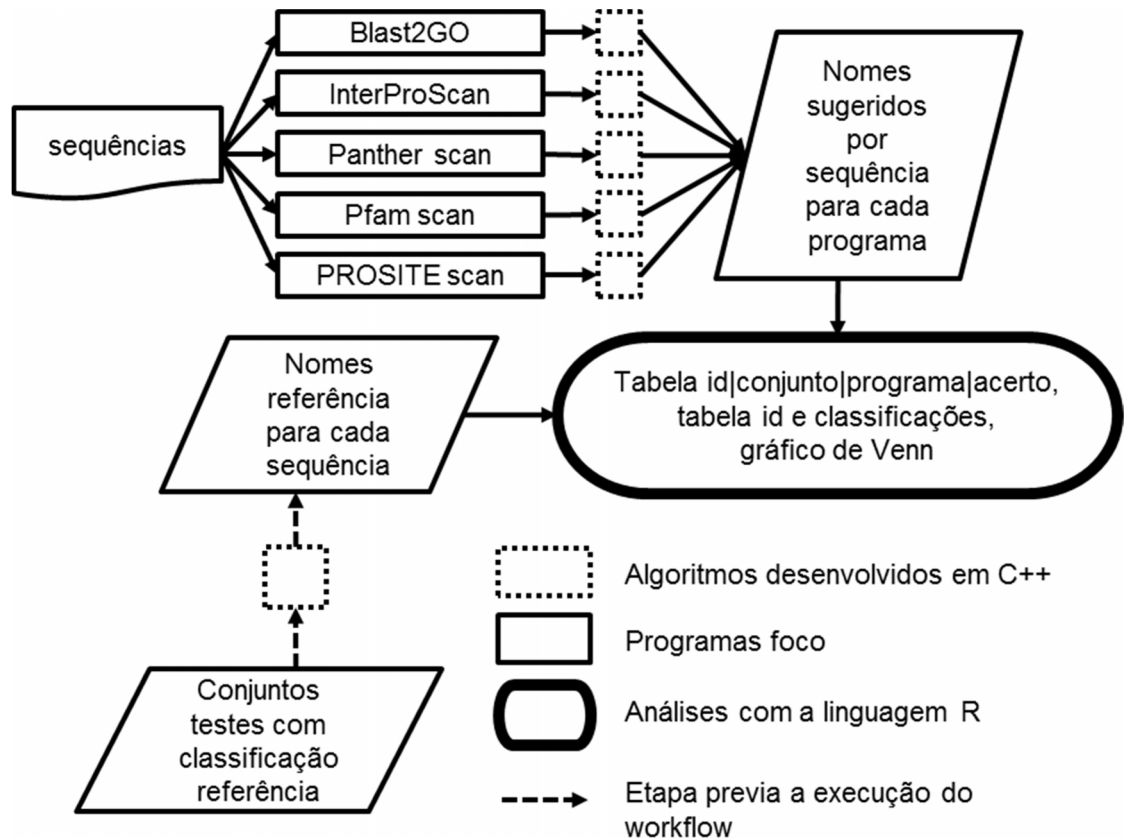 Blast2GO
InterProScan
sequências
Panther scan
Pfam scan
PROSITE scan
Nomes
sugeridos
por
sequência
para cada
programa
Nomes
referência
para cada
sequência
Tabela id|conjunto|programa|acerto,
tabela id e classificações,
gráfico de Venn
Conjuntos
testes com
classificação
referência
Algoritmos desenvolvidos em C++
Programas foco
Análises com a linguagem R
Etapa previa a execução do
workflow